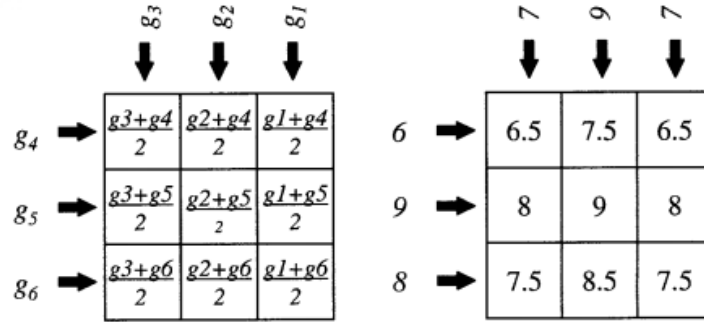 g3 g2 g1 7 9 7
g4 g3+g4/2 g2+g4/2 g1+g4/2 6 6.5 7.5 6.5
g5 g3+g5/2 g2+g5/2 g1+g5/2 9 8 9 8
g6 g3+g6/2 g2+g6/2 g1+g6/2 8 7.5 8.5 7.5